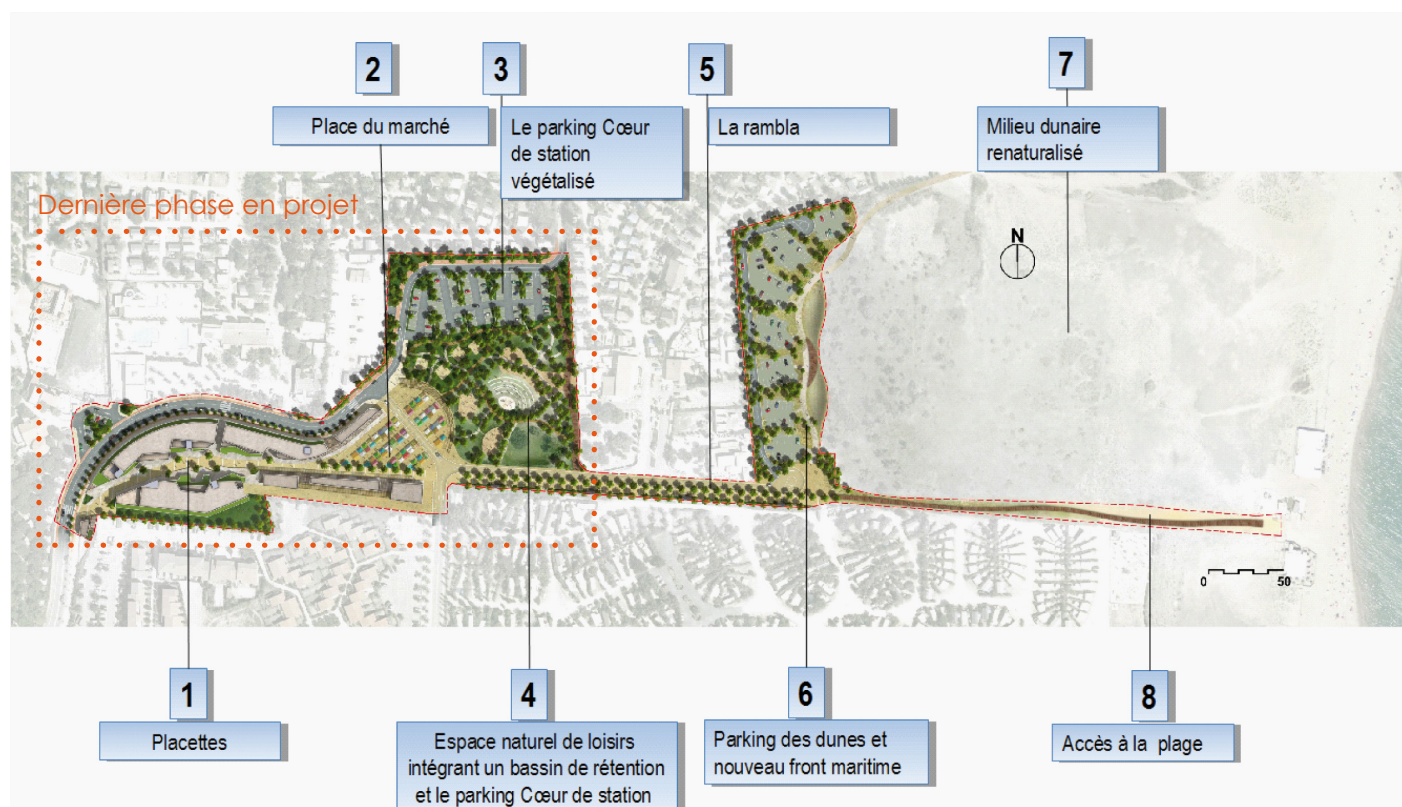 2
3
5
7
Place du marché
Le parking Cœur
de station
végétalisé
La rambla
Milieu dunaire
renaturalisé
Dernière phase en projet
N
0
50
1
Placettes
4
Espace naturel de loisirs
intégrant un bassin de rétention
et le parking Cœur de station
6
Parking des dunes et
nouveau front maritime
8
Accès à la plage